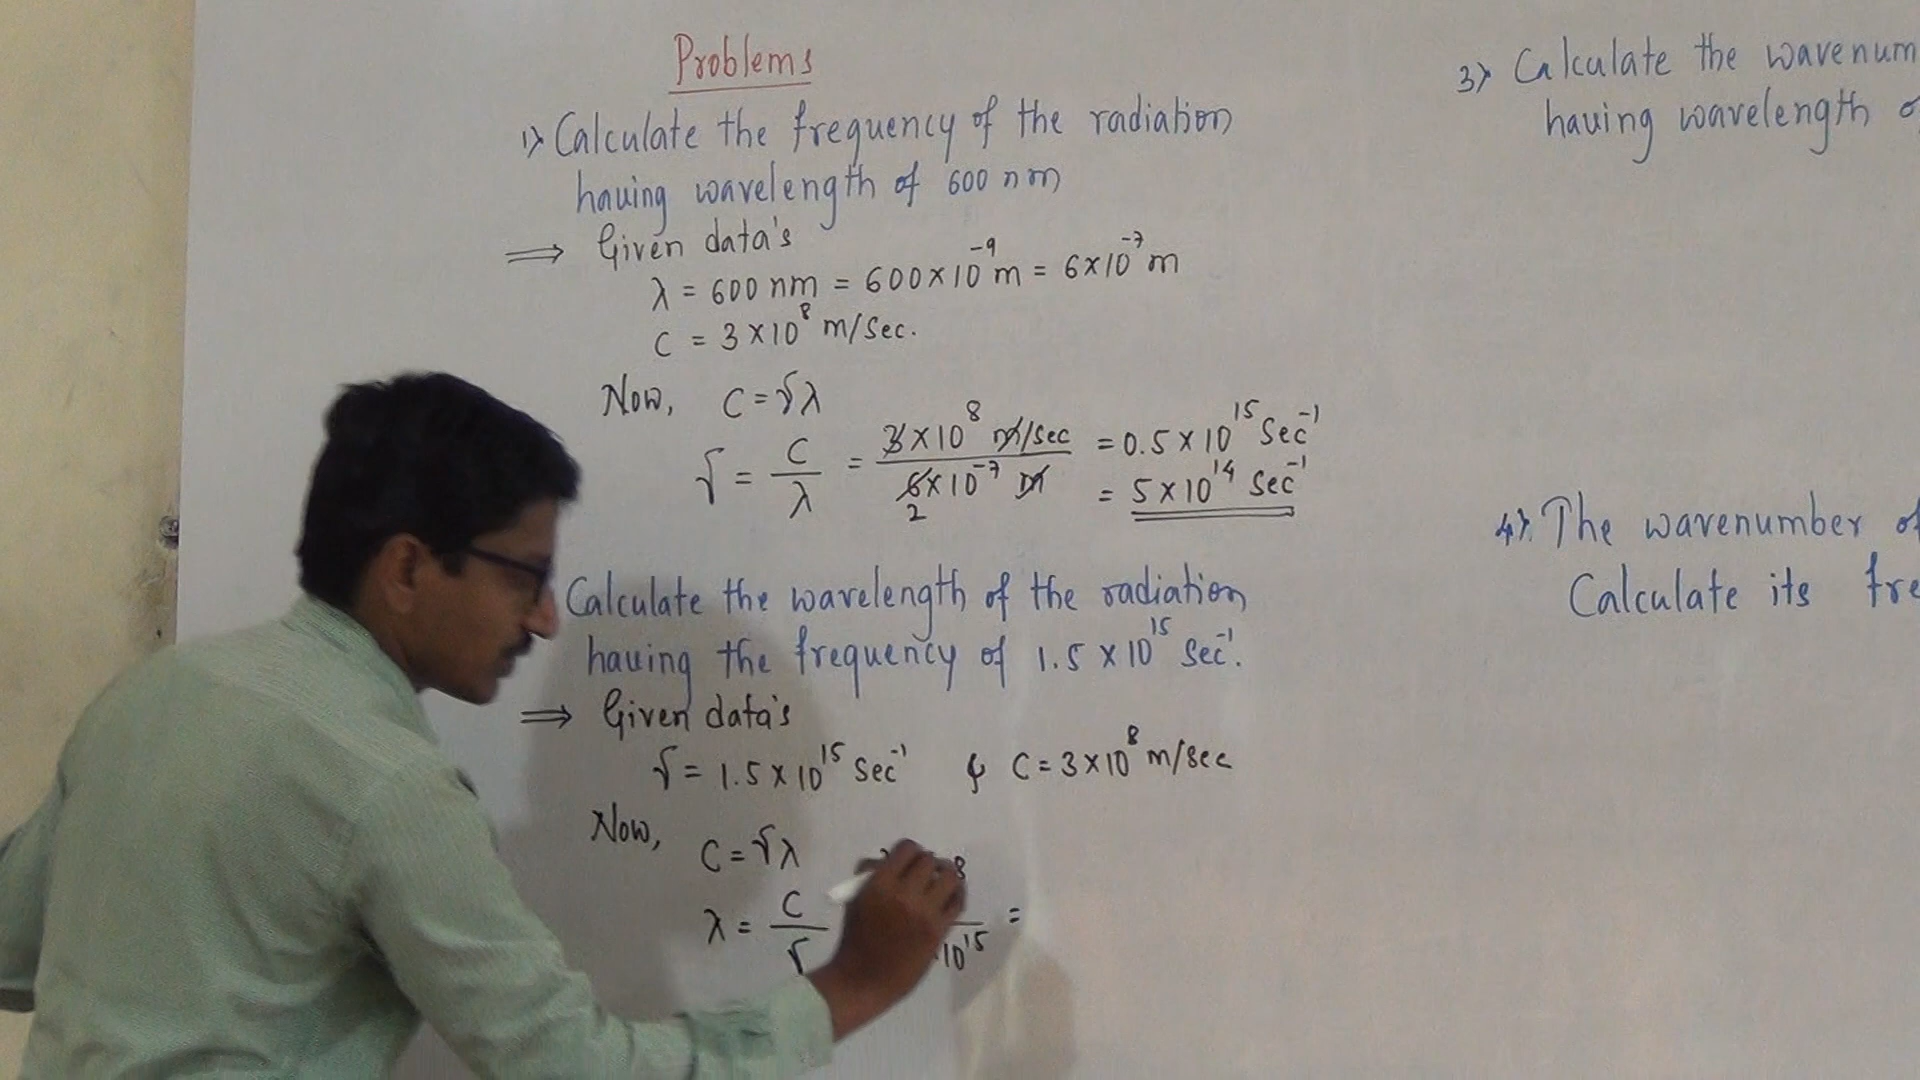 Problems
1) Calculate the frequency of the radiation
having wavelength of 600 nm
⇒ Given data's
λ = 600 nm = 600×10⁻⁹ m = 6×10⁻⁷ m
C = 3×10⁸ m/sec.
Now, C = νλ
ν = C/λ = 3×10⁸ m/sec / 6×10⁻⁷ m = 0.5×10¹⁵ Sec⁻¹
2
= 5×10¹⁴ Sec⁻¹
Calculate the wavelength of the radiation
having the frequency of 1.5×10¹⁵ Sec⁻¹.
⇒ Given data's
ν = 1.5×10¹⁵ Sec⁻¹ & C = 3×10⁸ m/sec
Now, C = νλ
λ = C/ν 8 / 10¹⁵ =
3) Calculate the wavenum
having wavelength
4). The wavenumber of
Calculate its fre